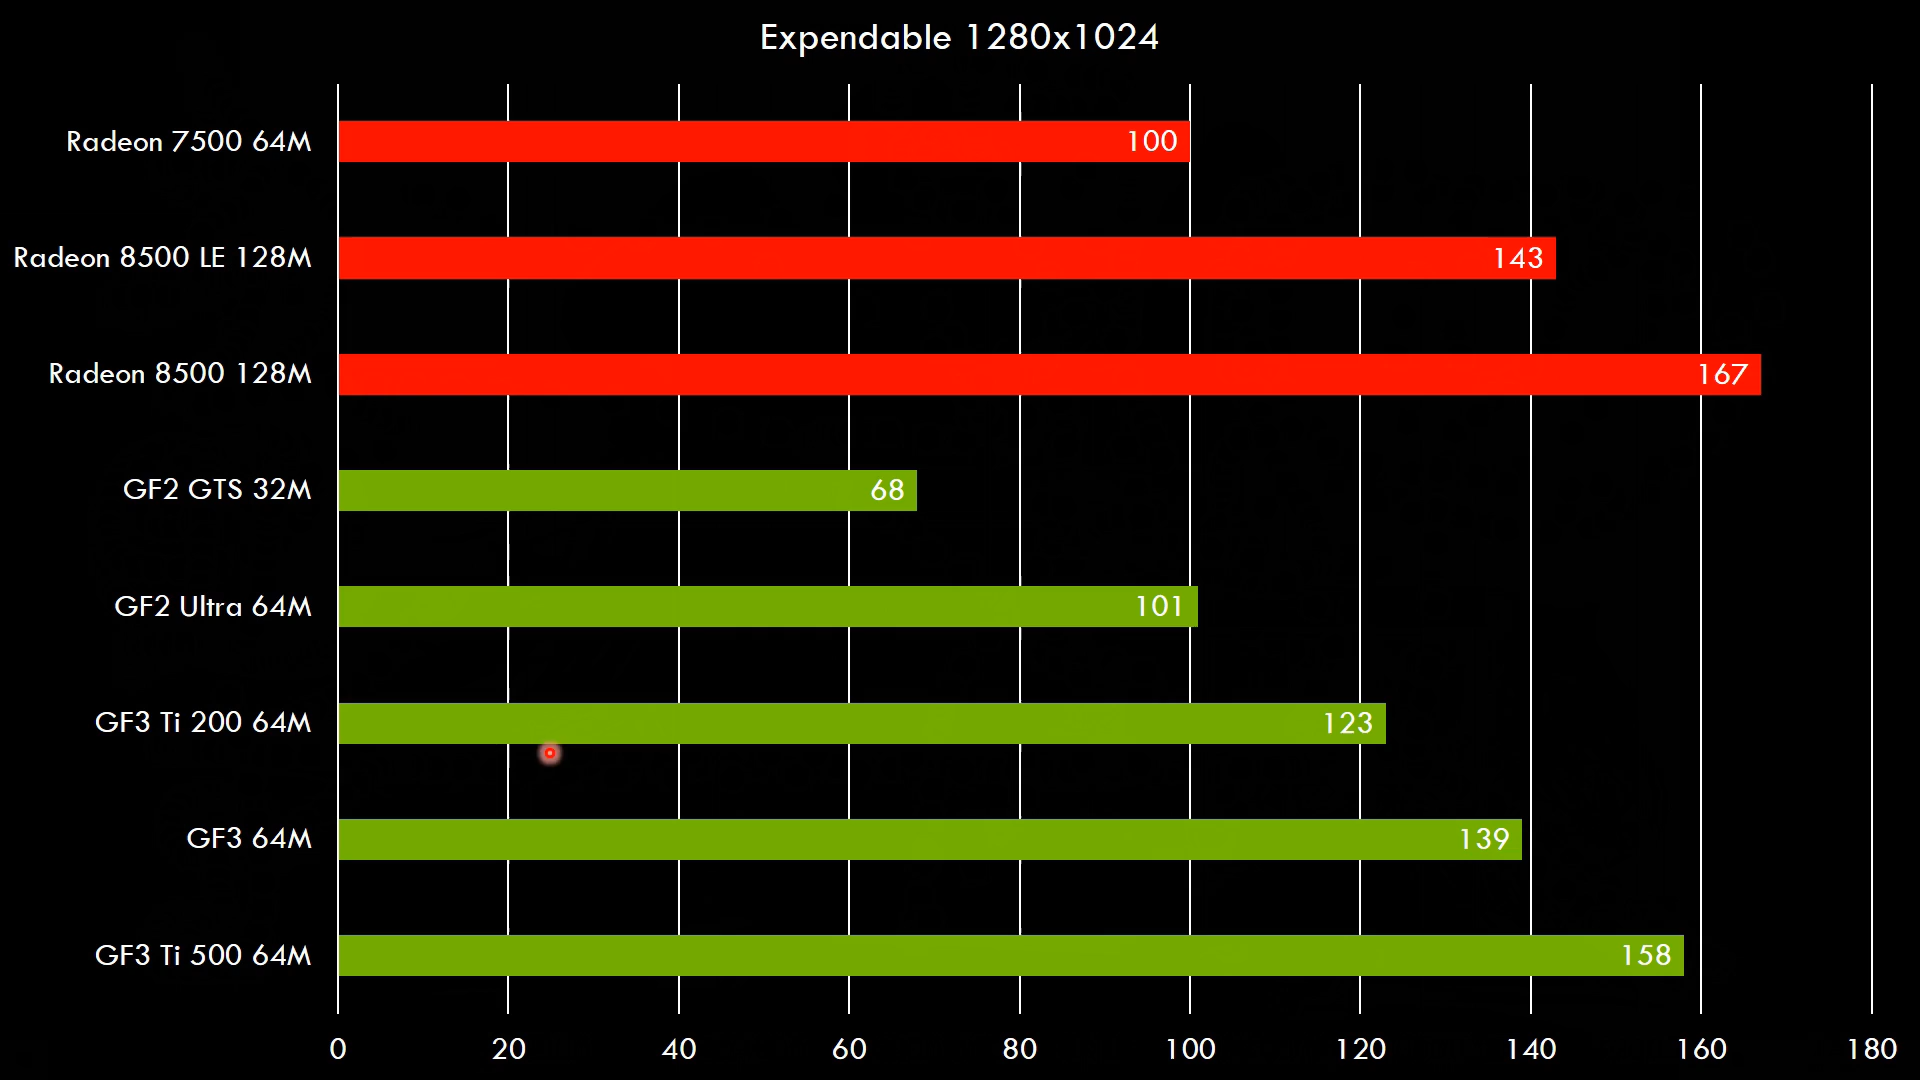 Expendable 1280x1024
Radeon 7500 64M
100
Radeon 8500 LE 128M
143
Radeon 8500 128M
167
GF2 GTS 32M
68
GF2 Ultra 64M
101
GF3 Ti 200 64M
123
GF3 64M
139
GF3 Ti 500 64M
158
0 20 40 60 80 100 120 140 160 180